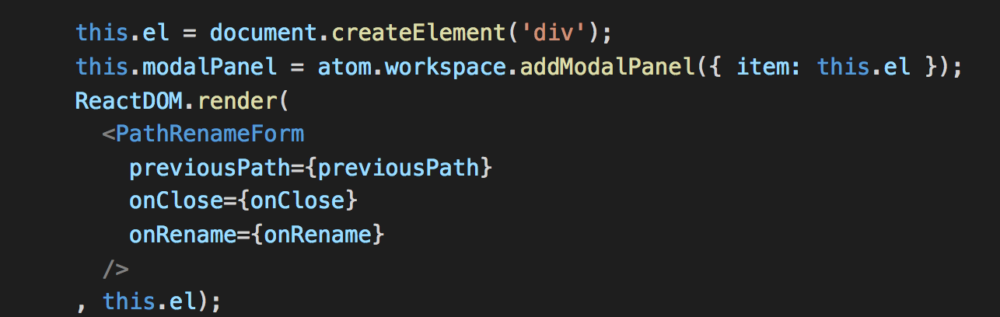 this.el = document.createElement('div');
this.modalPanel = atom.workspace.addModalPanel({ item: this.el });
ReactDOM.render(
  <PathRenameForm
    previousPath={previousPath}
    onClose={onClose}
    onRename={onRename}
  />
, this.el);